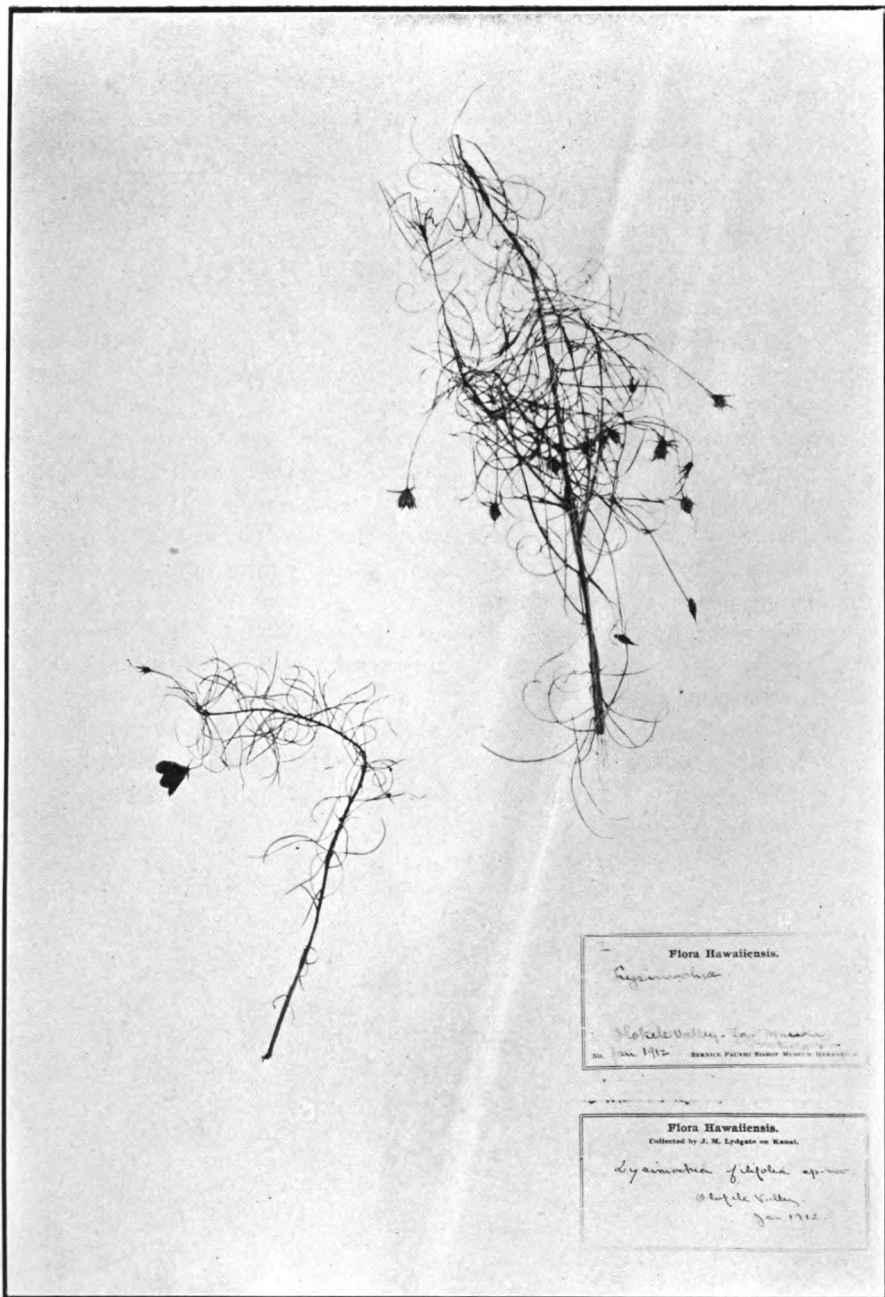 Flora Hawaiiensis.
Lysimachia
Olokele Valley
No. Jan 1912 BERNICE PAUAHI BISHOP MUSEUM HERBARIUM
Flora Hawaiiensis.
Collected by J. M. Lydgate on Kauai.
Lysimachia filifolia sp. nov
Olokele Valley.
Jan 1912